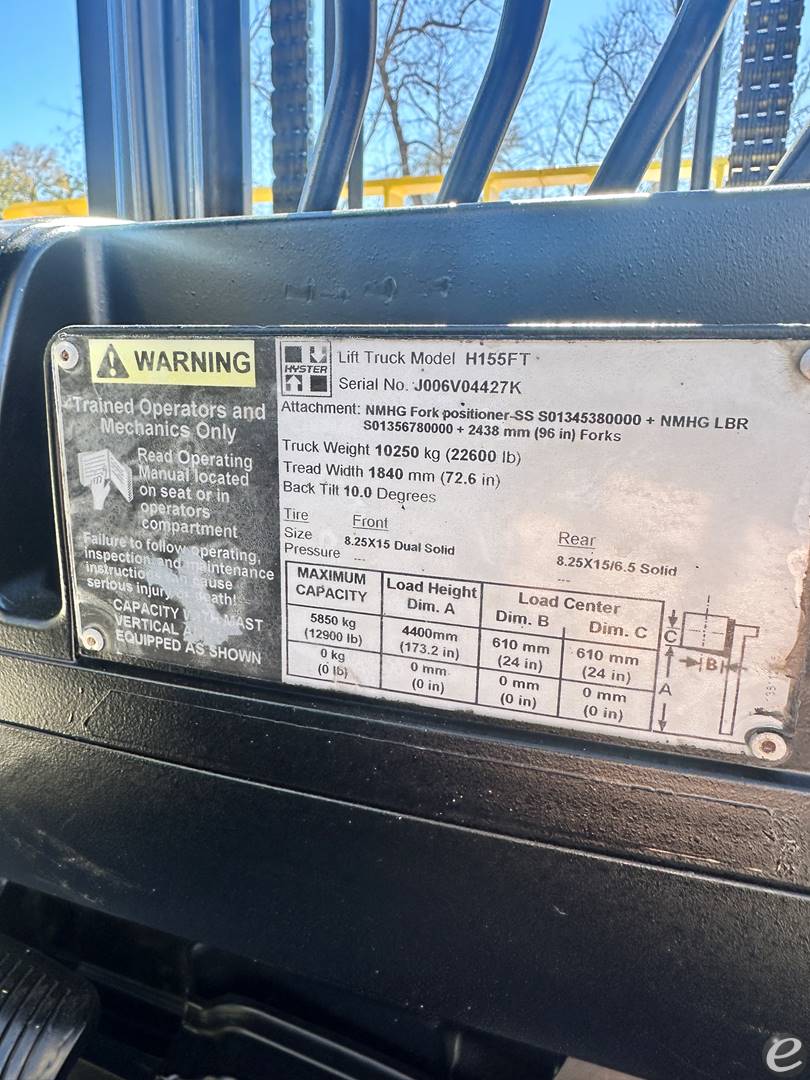 WARNING
Trained Operators and
Mechanics Only
Read Operating
Manual located
on seat or in
operators
compartment
Failure to follow operating,
inspection and maintenance
instructions can cause
serious injury or death!
CAPACITY WITH MAST
VERTICAL AS
EQUIPPED AS SHOWN
HYSTER
Lift Truck Model H155FT
Serial No. J006V04427K
Attachment: NMHG Fork positioner-SS S01345380000 + NMHG LBR
S01356780000 + 2438 mm (96 in) Forks
Truck Weight 10250 kg (22600 lb)
Tread Width 1840 mm (72.6 in)
Back Tilt 10.0 Degrees
Tire Front Rear
Size 8.25X15 Dual Solid 8.25X15/6.5 Solid
Pressure --- ---
MAXIMUM CAPACITY Load Height Dim. A Load Center Dim. B Dim. C
5850 kg (12900 lb) 4400mm (173.2 in) 610 mm (24 in) 610 mm (24 in)
0 kg (0 lb) 0 mm (0 in) 0 mm (0 in) 0 mm (0 in)
C
B
A
e